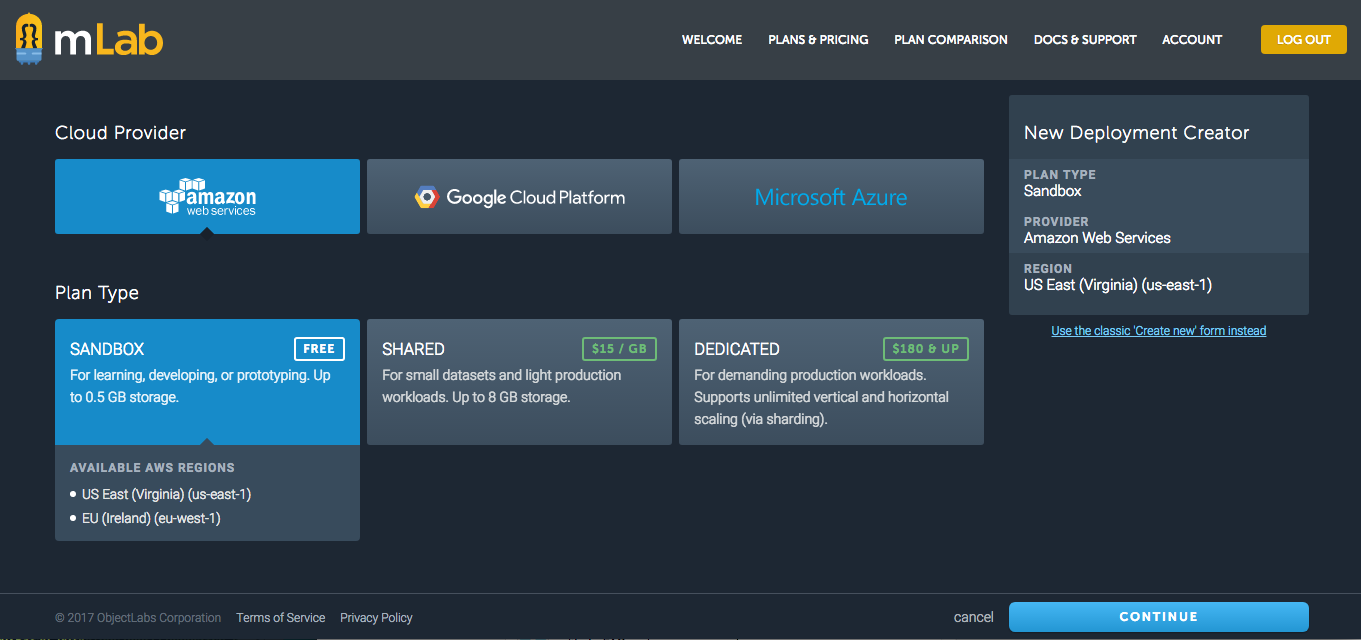 mLab
WELCOME
PLANS & PRICING
PLAN COMPARISON
DOCS & SUPPORT
ACCOUNT
LOG OUT
Cloud Provider
amazon
web services
Google Cloud Platform
Microsoft Azure
Plan Type
SANDBOX
FREE
For learning, developing, or prototyping. Up
to 0.5 GB storage.
AVAILABLE AWS REGIONS
US East (Virginia) (us-east-1)
EU (Ireland) (eu-west-1)
SHARED
$15 / GB
For small datasets and light production
workloads. Up to 8 GB storage.
DEDICATED
$180 & UP
For demanding production workloads.
Supports unlimited vertical and horizontal
scaling (via sharding).
New Deployment Creator
PLAN TYPE
Sandbox
PROVIDER
Amazon Web Services
REGION
US East (Virginia) (us-east-1)
Use the classic 'Create new' form instead
© 2017 ObjectLabs Corporation
Terms of Service
Privacy Policy
cancel
CONTINUE